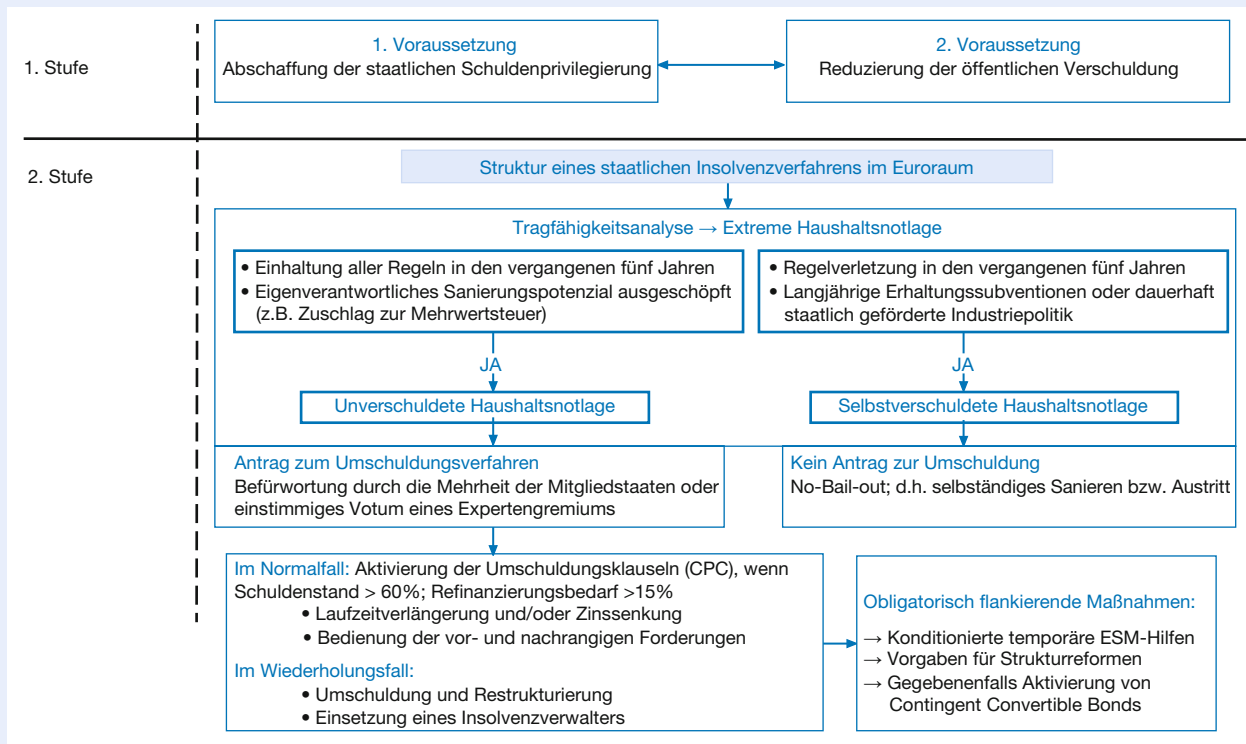 1. Stufe
1. Voraussetzung
Abschaffung der staatlichen Schuldenprivilegierung
2. Voraussetzung
Reduzierung der öffentlichen Verschuldung
2. Stufe
Struktur eines staatlichen Insolvenzverfahrens im Euroraum
Tragfähigkeitsanalyse → Extreme Haushaltsnotlage
• Einhaltung aller Regeln in den vergangenen fünf Jahren
• Eigenverantwortliches Sanierungspotenzial ausgeschöpft
(z.B. Zuschlag zur Mehrwertsteuer)
• Regelverletzung in den vergangenen fünf Jahren
• Langjährige Erhaltungssubventionen oder dauerhaft
staatlich geförderte Industriepolitik
JA
JA
Unverschuldete Haushaltsnotlage
Selbstverschuldete Haushaltsnotlage
Antrag zum Umschuldungsverfahren
Befürwortung durch die Mehrheit der Mitgliedstaaten oder
einstimmiges Votum eines Expertengremiums
Kein Antrag zur Umschuldung
No-Bail-out; d.h. selbständiges Sanieren bzw. Austritt
Im Normalfall: Aktivierung der Umschuldungsklauseln (CPC), wenn
Schuldenstand > 60%; Refinanzierungsbedarf >15%
• Laufzeitverlängerung und/oder Zinssenkung
• Bedienung der vor- und nachrangigen Forderungen
Im Wiederholungsfall:
• Umschuldung und Restrukturierung
• Einsetzung eines Insolvenzverwalters
Obligatorisch flankierende Maßnahmen:
→ Konditionierte temporäre ESM-Hilfen
→ Vorgaben für Strukturreformen
→ Gegebenenfalls Aktivierung von
Contingent Convertible Bonds